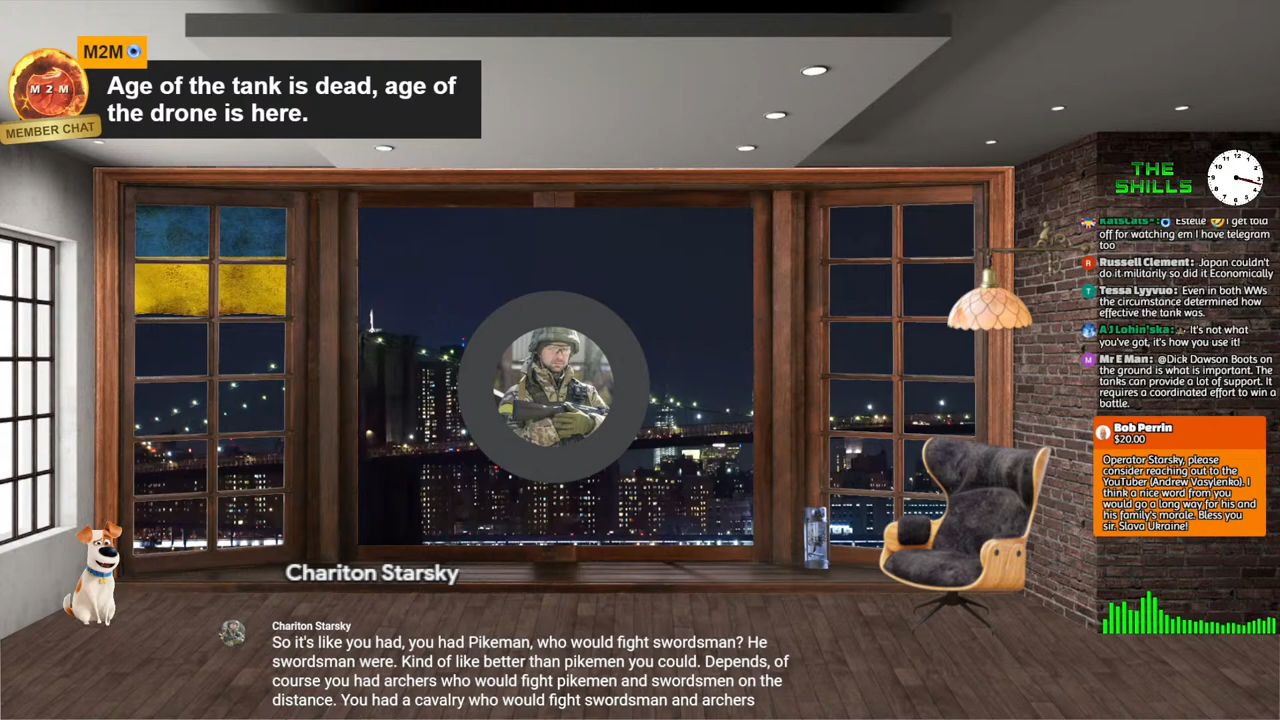 M2M
Age of the tank is dead, age of
the drone is here.
M 2 M
MEMBER CHAT
THE
SHILLS
KatsCats*: Estelle I get told
off for watching em I have telegram
too
Russell Clement: Japan couldn't
do it militarily so did it Economically
Tessa Lyyvuo: Even in both WWs
the circumstance determined how
effective the tank was.
A J Lohin'ska: It's not what
you've got, it's how you use it!
Mr E Man: @Dick Dawson Boots on
the ground is what is important. The
tanks can provide a lot of support. It
requires a coordinated effort to win a
battle.
Bob Perrin
$20.00
Operator Starsky, please
consider reaching out to the
YouTuber (Andrew Vasylenko). I
think a nice word from you
would go a long way for his and
his family's morale. Bless you
sir. Slava Ukraine!
Chariton Starsky
Chariton Starsky
So it's like you had, you had Pikeman, who would fight swordsman? He
swordsman were. Kind of like better than pikemen you could. Depends, of
course you had archers who would fight pikemen and swordsmen on the
distance. You had a cavalry who would fight swordsman and archers